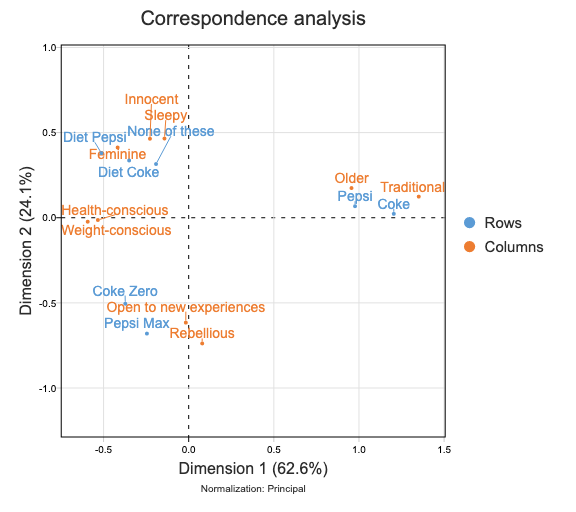 Correspondence analysis
1.0
Innocent
Sleepy
None of these
0.5
Diet Pepsi
Feminine
Diet Coke
Older
Traditional
Pepsi
Coke
Health-conscious
0.0
Weight-conscious
Coke Zero
-0.5
Open to new experiences
Pepsi Max
Rebellious
-1.0
Dimension 2 (24.1%)
Rows
Columns
-0.5 0.0 0.5 1.0 1.5
Dimension 1 (62.6%)
Normalization: Principal